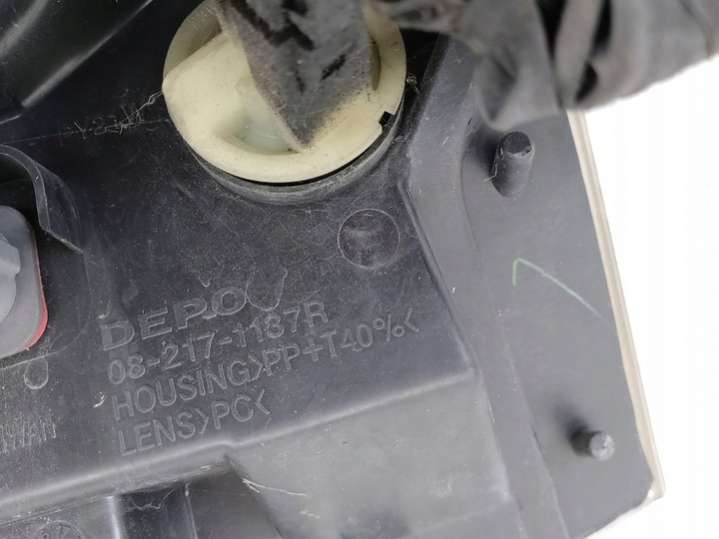 DEPO
08-217-1137R
HOUSING>PP+T40%<
LENS>PC<